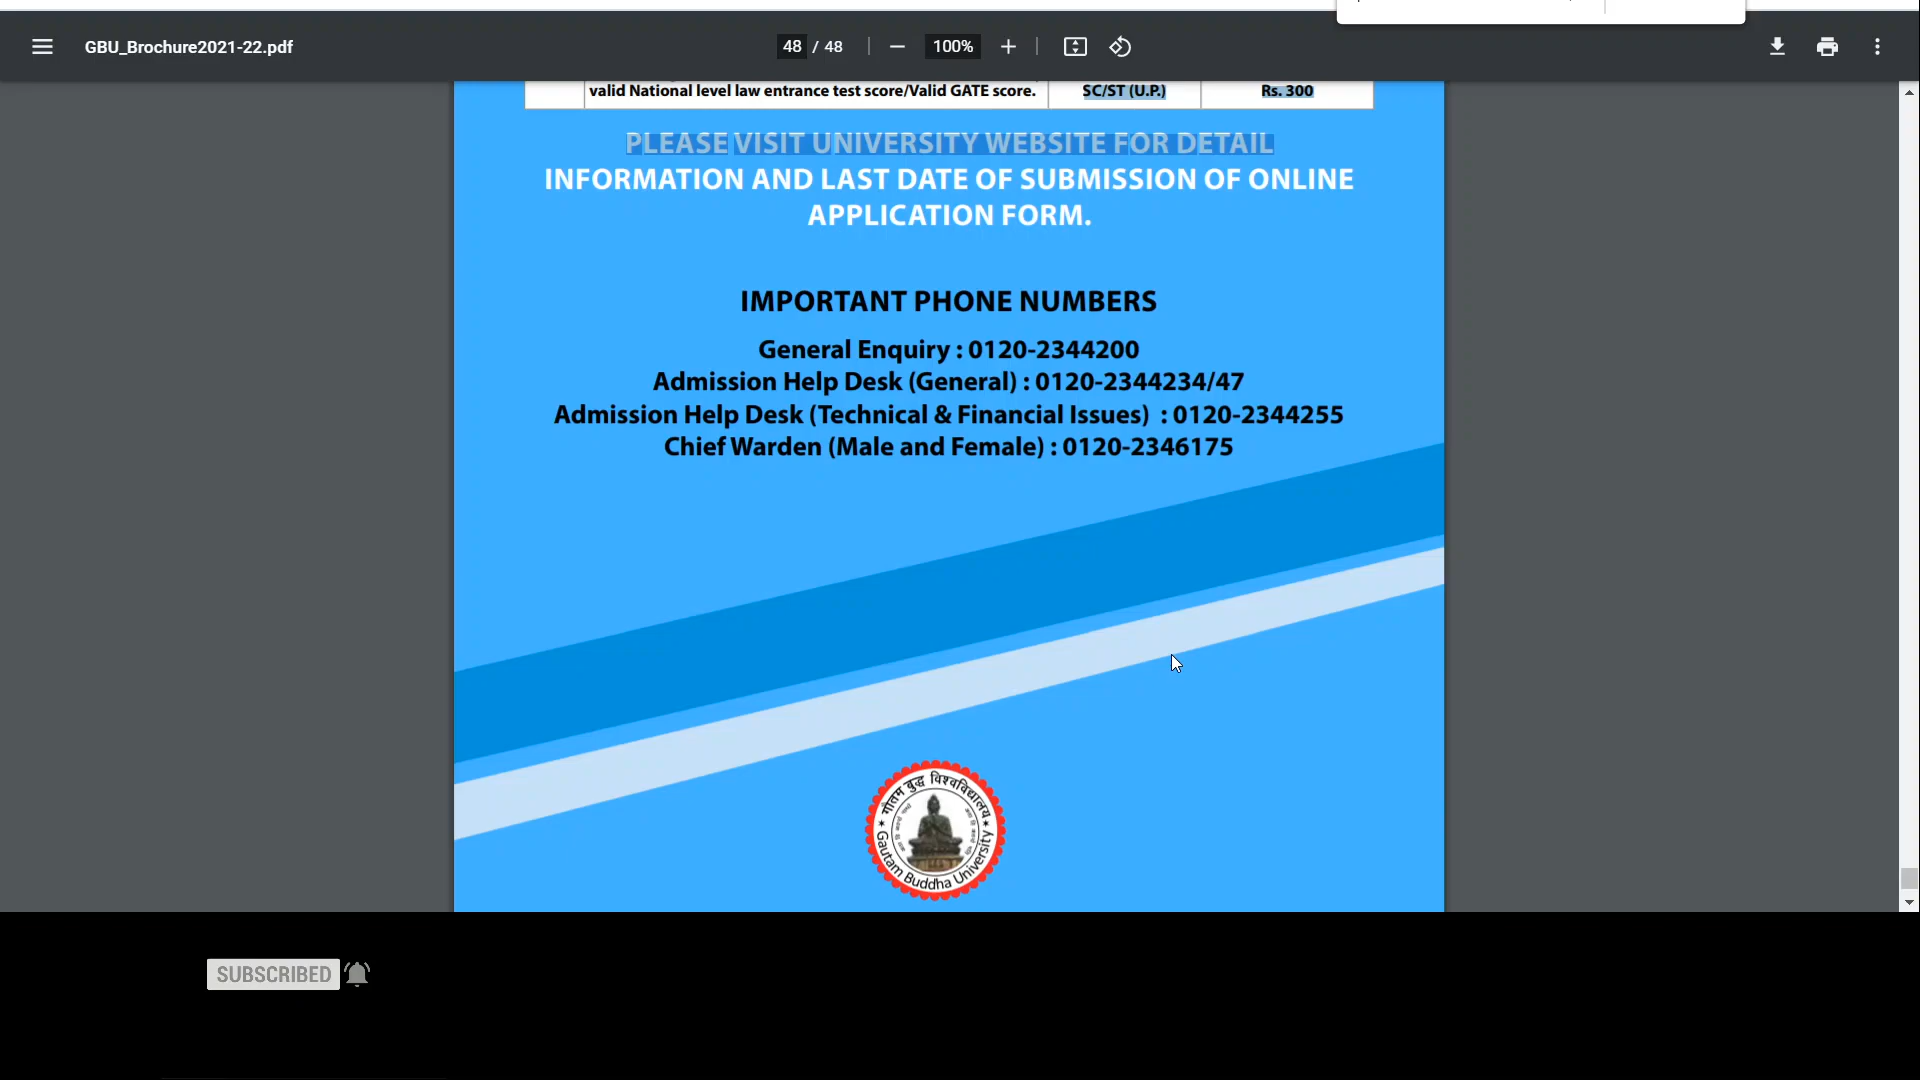 GBU_Brochure2021-22.pdf
48 / 48
100%
valid National level law entrance test score/Valid GATE score.
SC/ST (U.P.)
Rs. 300
PLEASE VISIT UNIVERSITY WEBSITE FOR DETAIL
INFORMATION AND LAST DATE OF SUBMISSION OF ONLINE
APPLICATION FORM.
IMPORTANT PHONE NUMBERS
General Enquiry : 0120-2344200
Admission Help Desk (General) : 0120-2344234/47
Admission Help Desk (Technical & Financial Issues) : 0120-2344255
Chief Warden (Male and Female) : 0120-2346175
गौतम बुद्ध विश्वविद्यालय
Gautam Buddha University
SUBSCRIBED